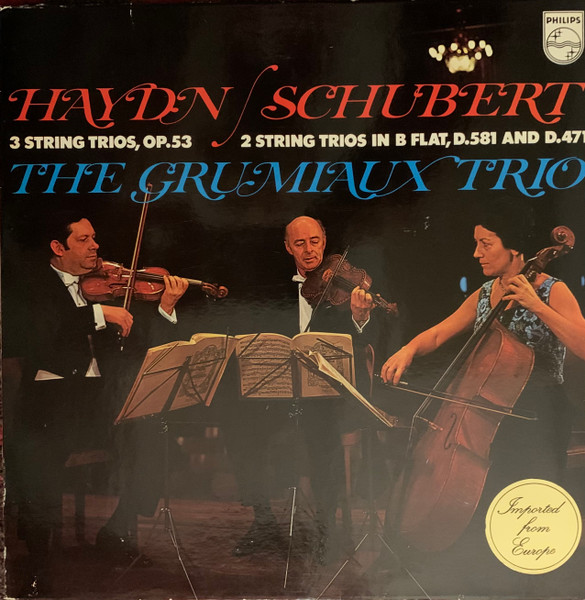 PHILIPS
HAYDN / SCHUBERT
3 STRING TRIOS, OP.53 2 STRING TRIOS IN B FLAT, D.581 AND D.471
THE GRUMIAUX TRIO
Imported
from
Europe